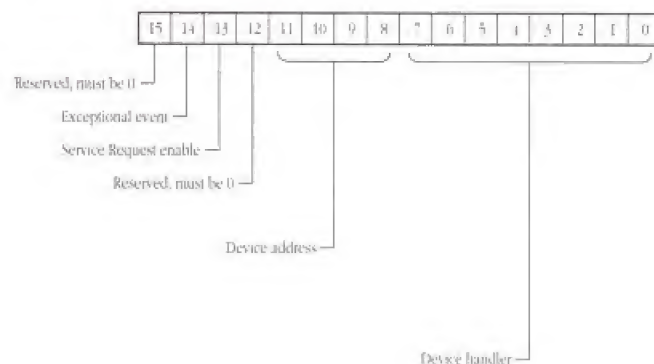 15 14 13 12 11 10 9 8 7 6 5 4 3 2 1 0
Reserved, must be 0
Exceptional event
Service Request enable
Reserved, must be 0
Device address
Device handler